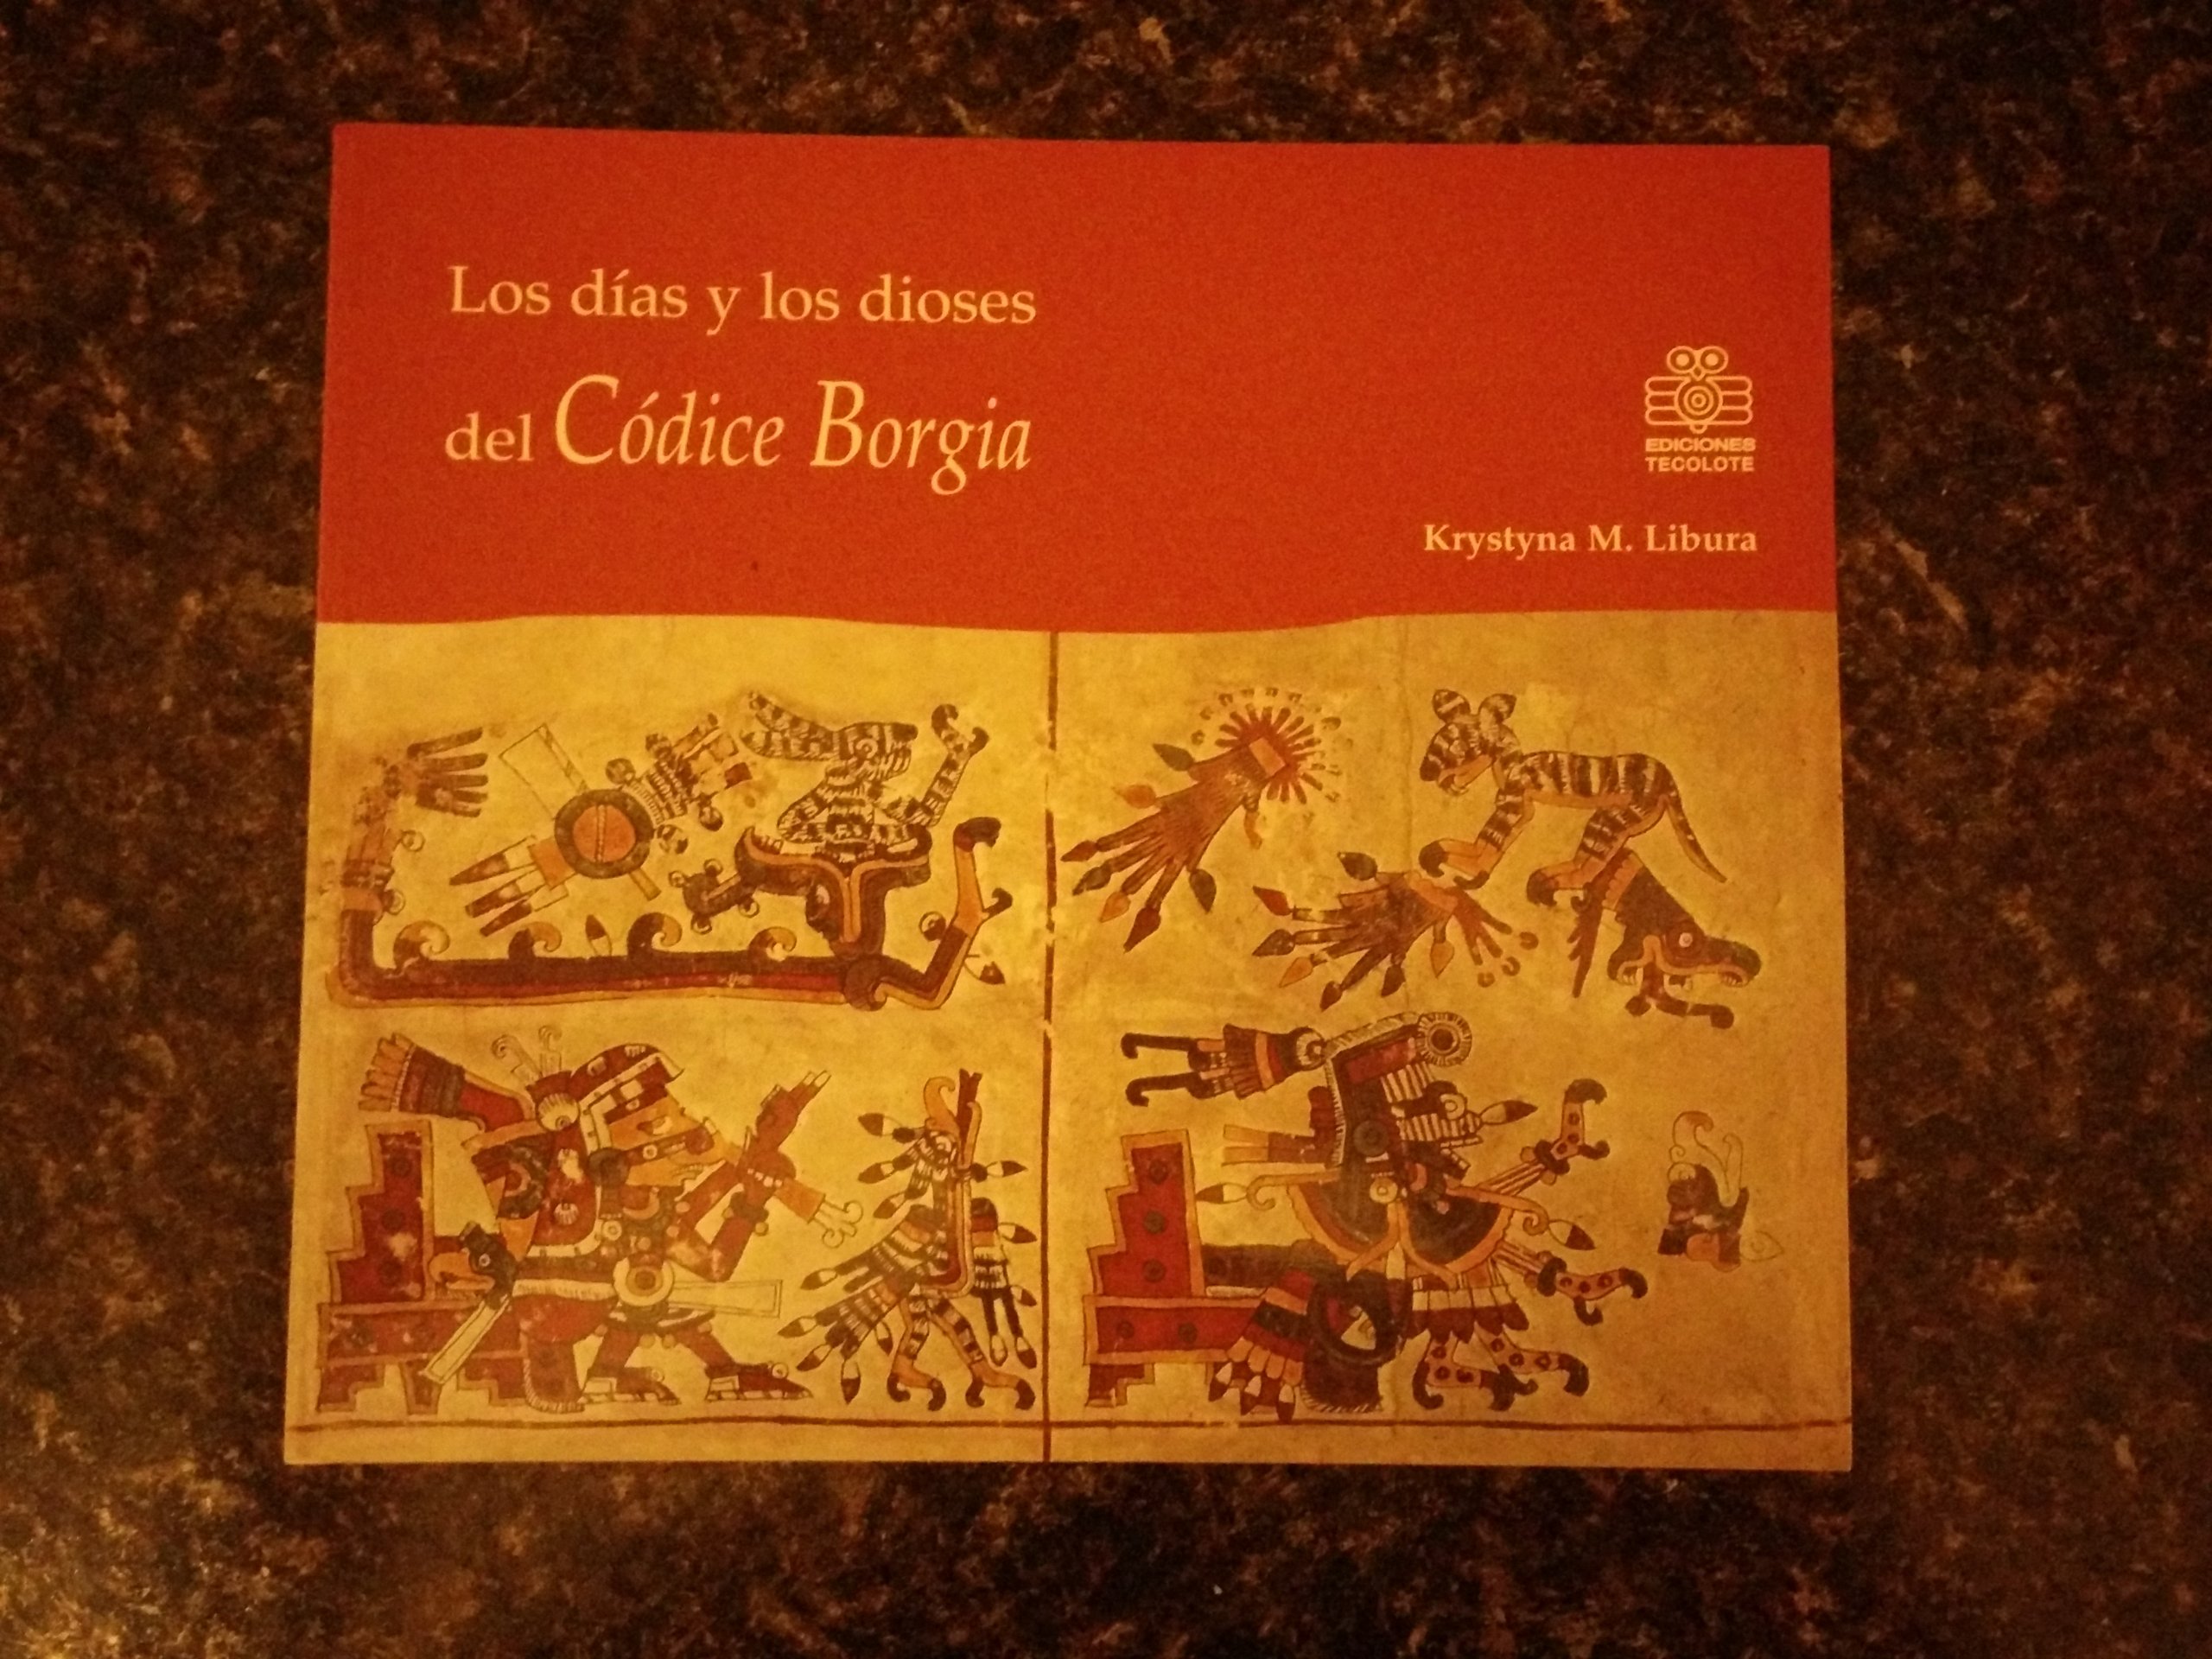 Los días y los dioses
del Códice Borgia
EDICIONES
TECOLOTE
Krystyna M. Libura